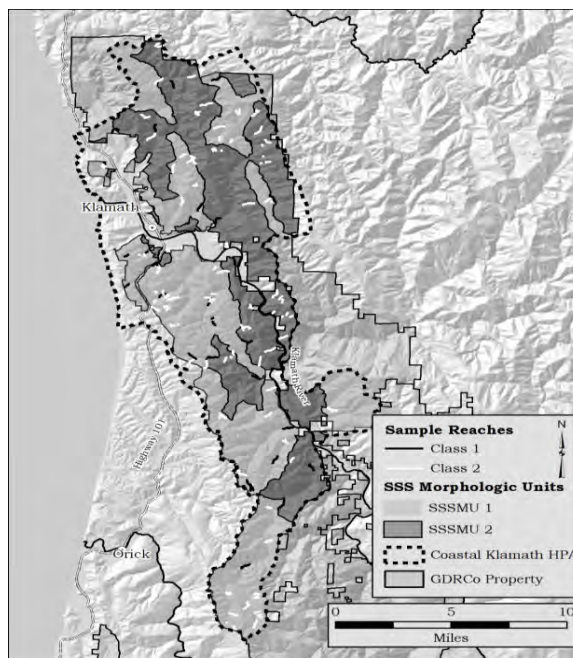 Klamath
Klamath River
Highway 101
Orick
Sample Reaches
Class 1
Class 2
N
SSS Morphologic Units
SSSMU 1
SSSMU 2
Coastal Klamath HPA
GDRCo Property
0 5 10
Miles